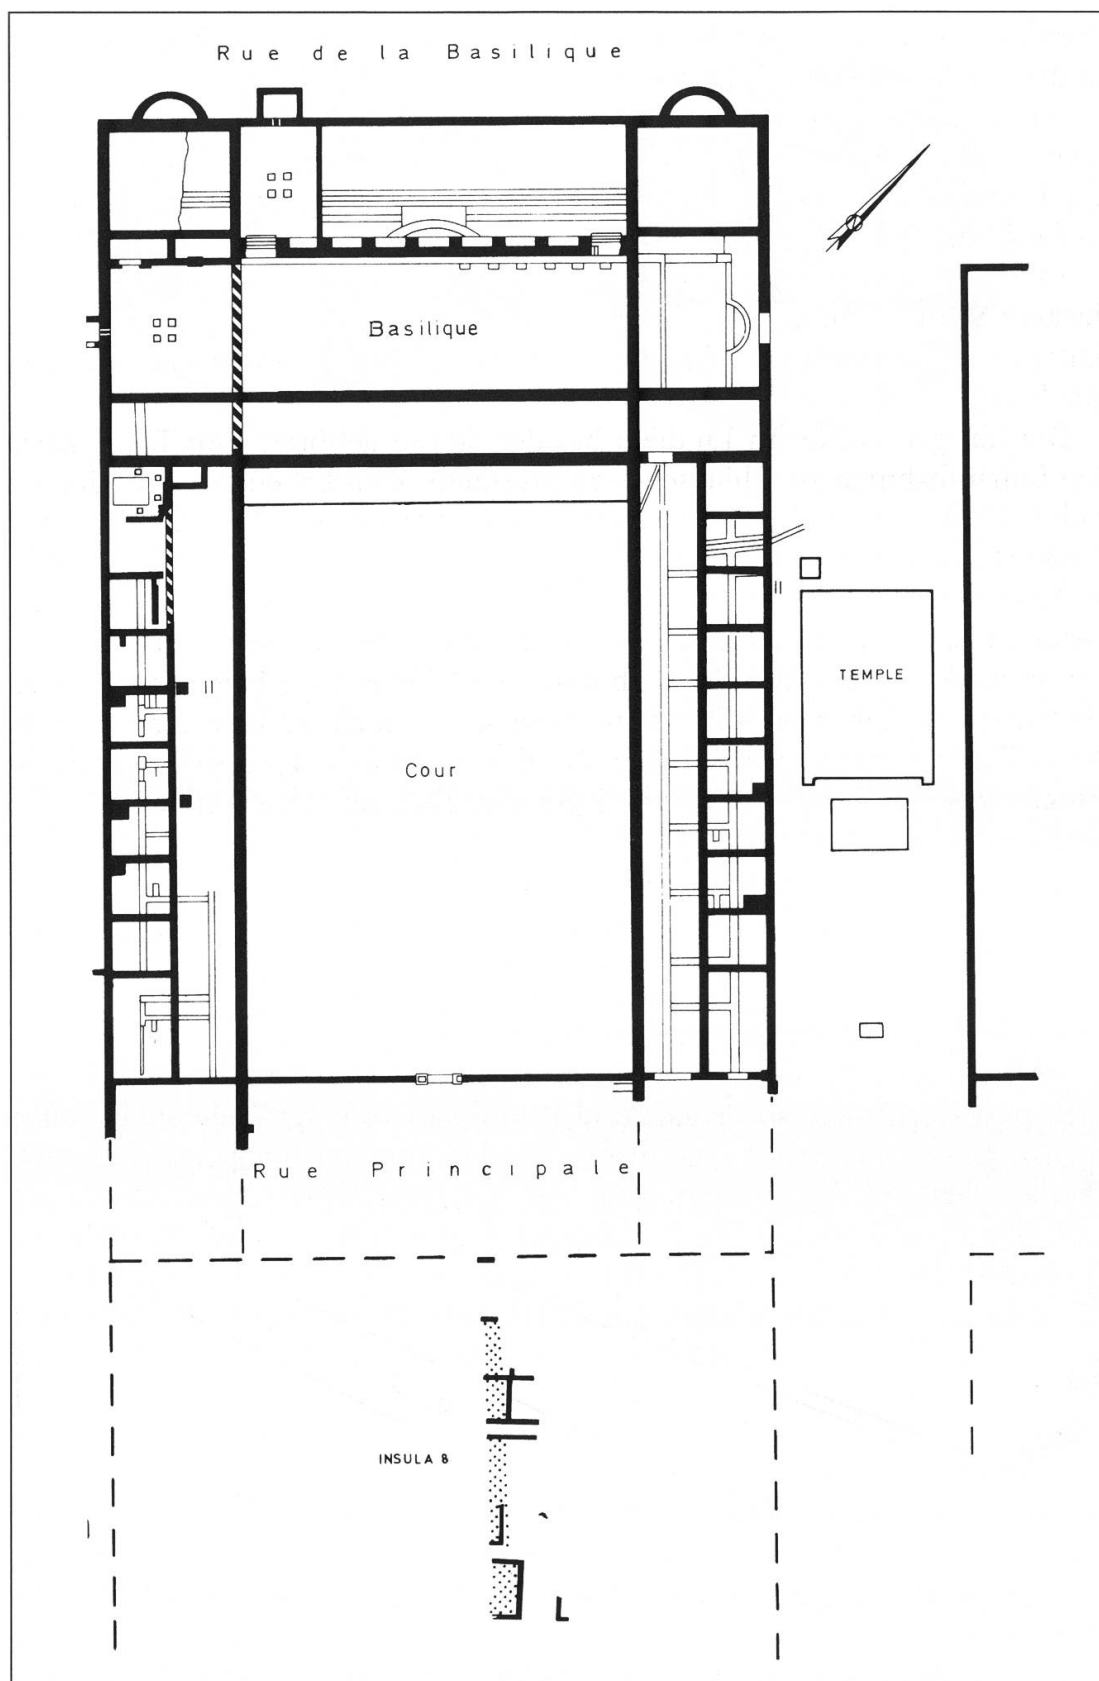 Rue de la Basilique
Basilique
TEMPLE
Cour
Rue Principale
INSULA 8